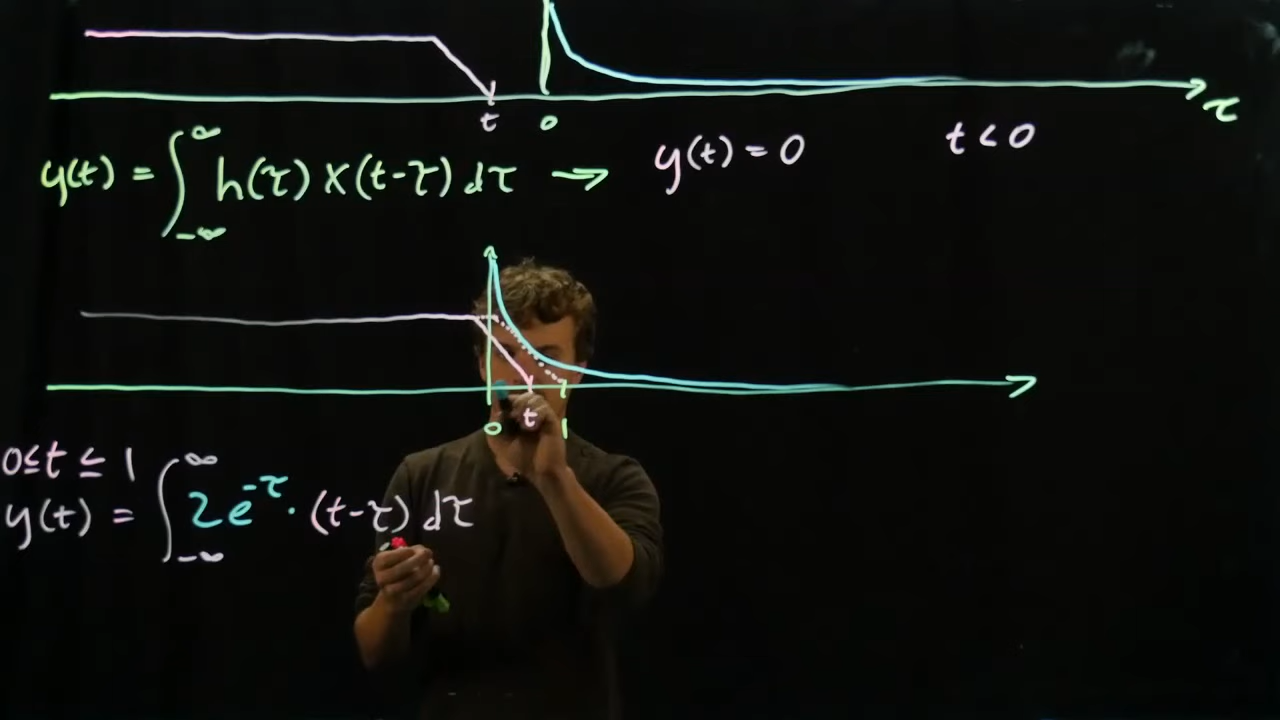 t 0 τ
y(t) = ∫_{-∞}^{∞} h(τ) x(t-τ) dτ → y(t) = 0 t < 0
0 t 1
0 ≤ t ≤ 1
y(t) = ∫_{-∞}^{∞} 2e^{-τ} · (t-τ) dτ